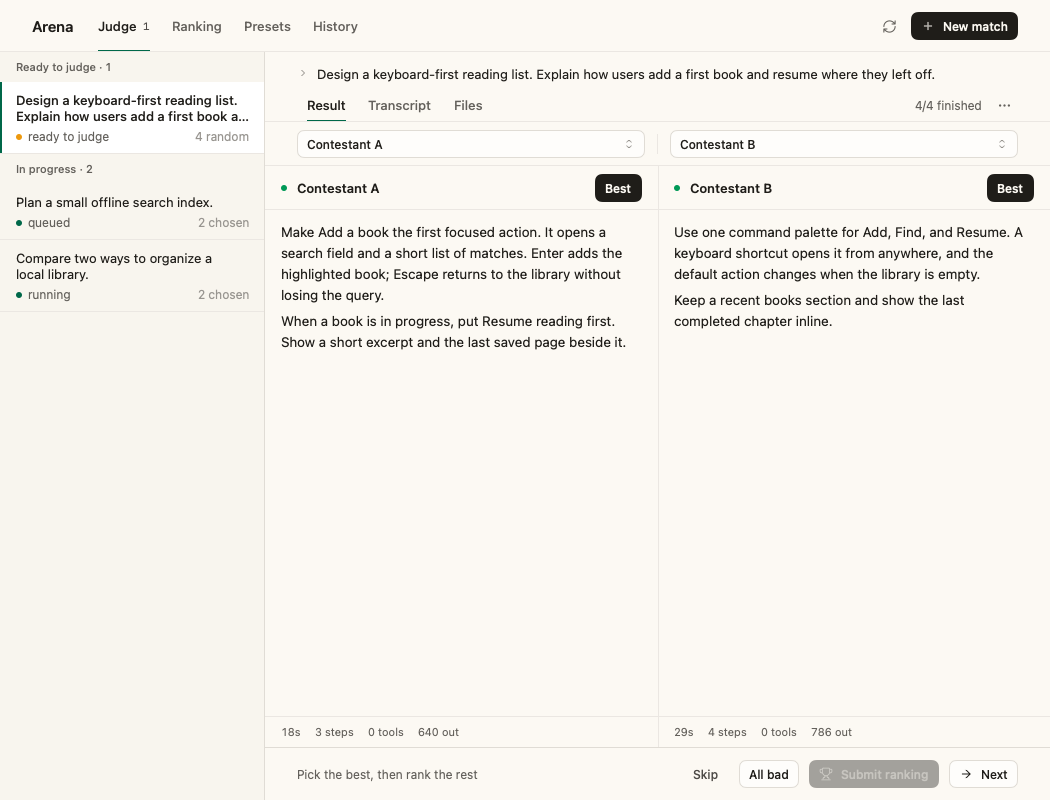 Arena
Judge 1
Ranking
Presets
History
New match
Ready to judge · 1
Design a keyboard-first reading list.
Explain how users add a first book a...
ready to judge
4 random
In progress · 2
Plan a small offline search index.
queued
2 chosen
Compare two ways to organize a
local library.
running
2 chosen
Design a keyboard-first reading list. Explain how users add a first book and resume where they left off.
Result
Transcript
Files
4/4 finished
Contestant A
Contestant B
Contestant A
Best
Make Add a book the first focused action. It opens a
search field and a short list of matches. Enter adds the
highlighted book; Escape returns to the library without
losing the query.
When a book is in progress, put Resume reading first.
Show a short excerpt and the last saved page beside it.
18s
3 steps
0 tools
640 out
Contestant B
Best
Use one command palette for Add, Find, and Resume. A
keyboard shortcut opens it from anywhere, and the
default action changes when the library is empty.
Keep a recent books section and show the last
completed chapter inline.
29s
4 steps
0 tools
786 out
Pick the best, then rank the rest
Skip
All bad
Submit ranking
Next